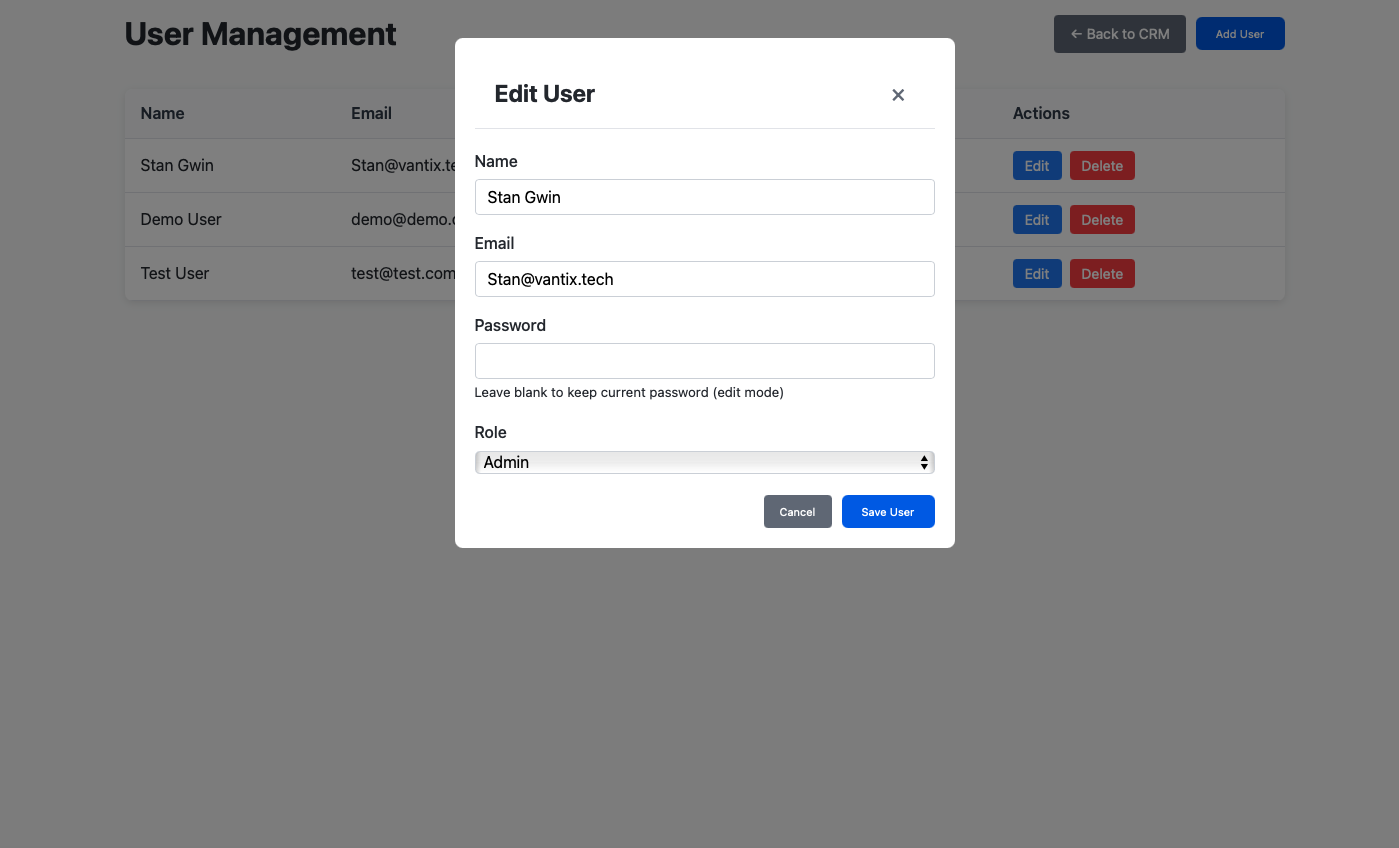 User Management
← Back to CRM
Add User
Edit User
×
Name
Email
Actions
Name
Stan Gwin
Stan Gwin
Stan@vantix.te
Edit
Delete
Email
Demo User
demo@demo.c
Edit
Delete
Stan@vantix.tech
Test User
test@test.com
Edit
Delete
Password
Leave blank to keep current password (edit mode)
Role
Admin
Cancel
Save User